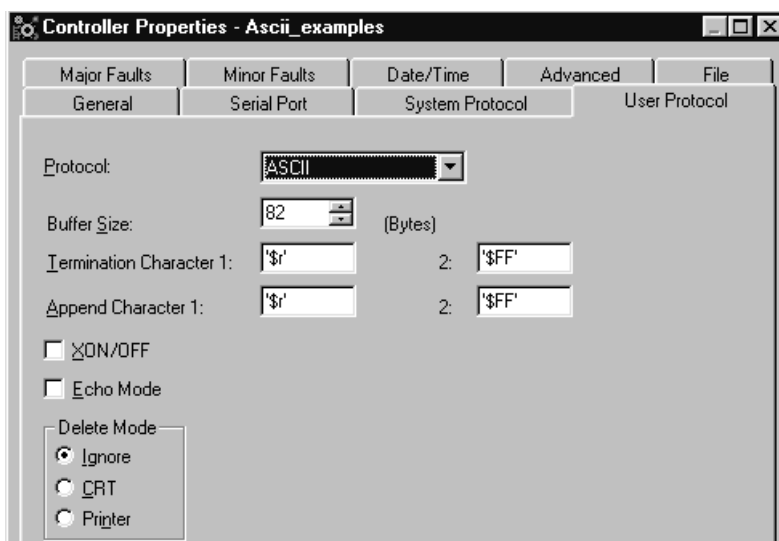 Controller Properties - Ascii_examples
Major Faults Minor Faults Date/Time Advanced File
General Serial Port System Protocol User Protocol
Protocol: ASCII
Buffer Size: 82 (Bytes)
Termination Character 1: '$r' 2: '$FF'
Append Character 1: '$r' 2: '$FF'
XON/OFF
Echo Mode
Delete Mode
Ignore
CRT
Printer